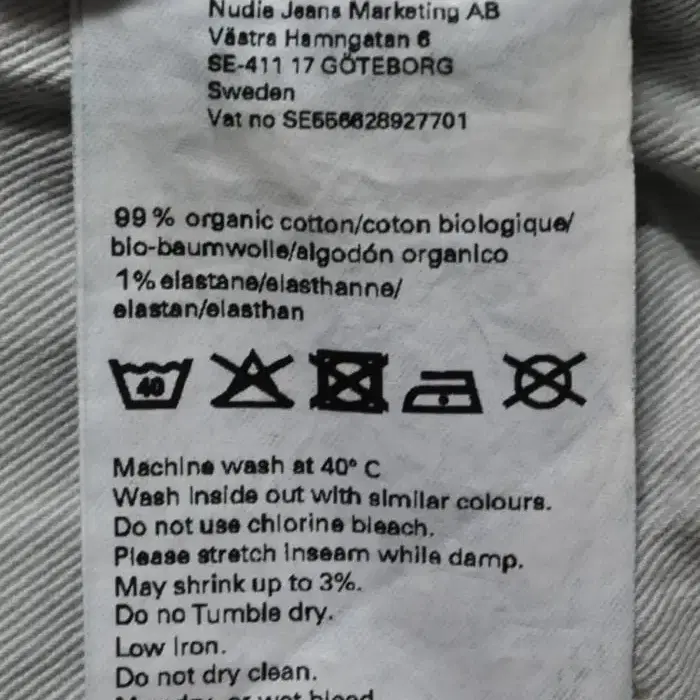 Nudie Jeans Marketing AB
Västra Hamngatan 6
SE-411 17 GÖTEBORG
Sweden
Vat no SE556628927701
99 % organic cotton/coton biologique/
bio-baumwolle/algodón organico
1% elastane/elasthanne/
elastan/elasthan
40
Machine wash at 40° C
Wash inside out with similar colours.
Do not use chlorine bleach.
Please stretch inseam while damp.
May shrink up to 3%.
Do no Tumble dry.
Low Iron.
Do not dry clean.
or wet bleed